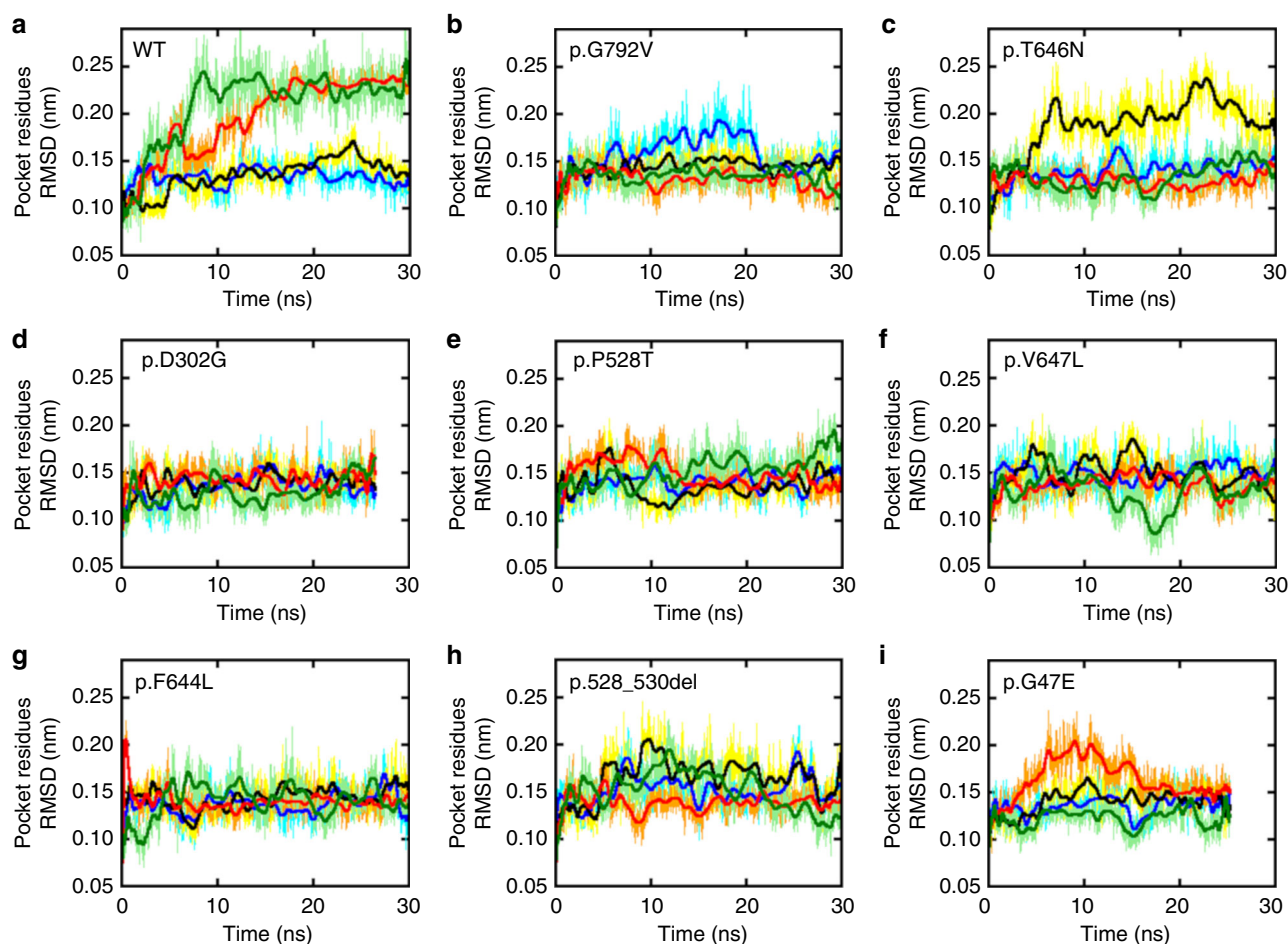 a
WT
Pocket residues
RMSD (nm)
0.25
0.20
0.15
0.10
0.05
0
10
20
30
Time (ns)
b
p.G792V
Pocket residues
RMSD (nm)
0.25
0.20
0.15
0.10
0.05
0
10
20
30
Time (ns)
c
p.T646N
Pocket residues
RMSD (nm)
0.25
0.20
0.15
0.10
0.05
0
10
20
30
Time (ns)
d
p.D302G
Pocket residues
RMSD (nm)
0.25
0.20
0.15
0.10
0.05
0
10
20
30
Time (ns)
e
p.P528T
Pocket residues
RMSD (nm)
0.25
0.20
0.15
0.10
0.05
0
10
20
30
Time (ns)
f
p.V647L
Pocket residues
RMSD (nm)
0.25
0.20
0.15
0.10
0.05
0
10
20
30
Time (ns)
g
p.F644L
Pocket residues
RMSD (nm)
0.25
0.20
0.15
0.10
0.05
0
10
20
30
Time (ns)
h
p.528_530del
Pocket residues
RMSD (nm)
0.25
0.20
0.15
0.10
0.05
0
10
20
30
Time (ns)
i
p.G47E
Pocket residues
RMSD (nm)
0.25
0.20
0.15
0.10
0.05
0
10
20
30
Time (ns)